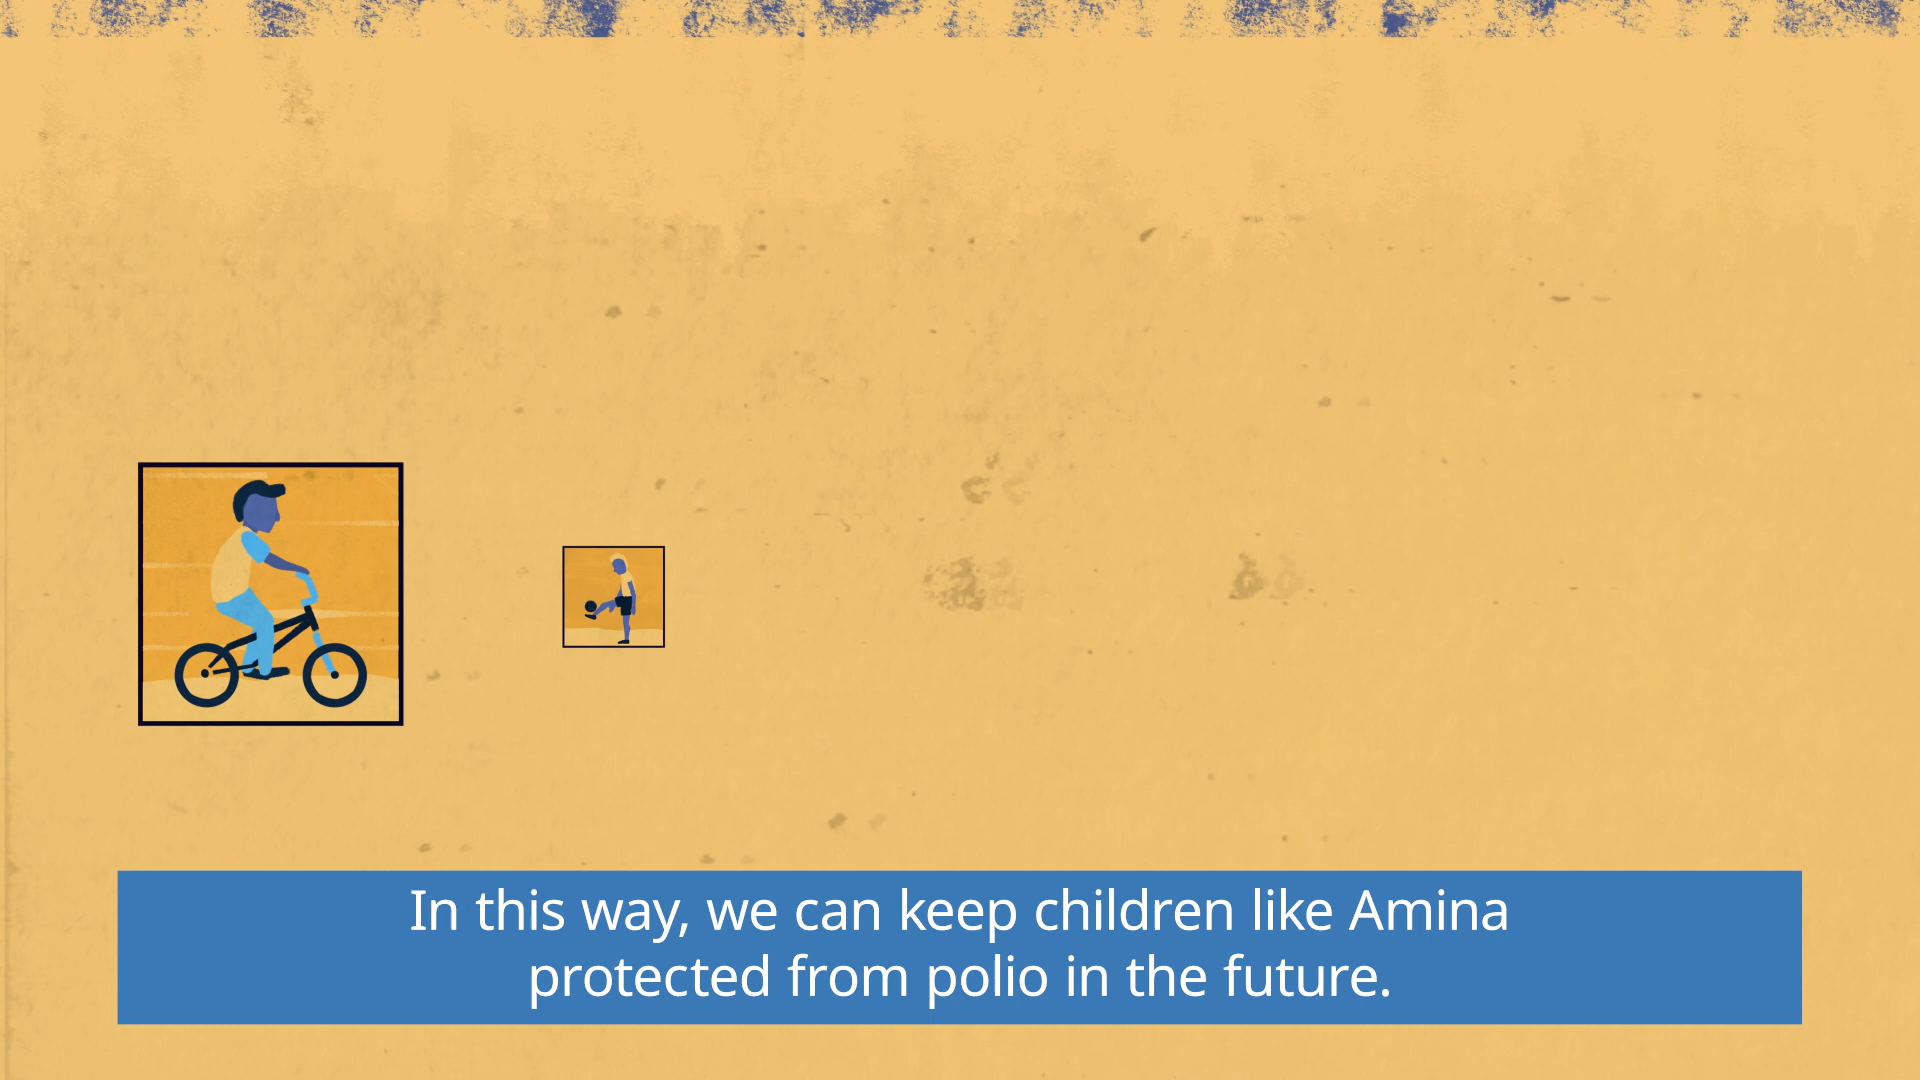 In this way, we can keep children like Amina
protected from polio in the future.